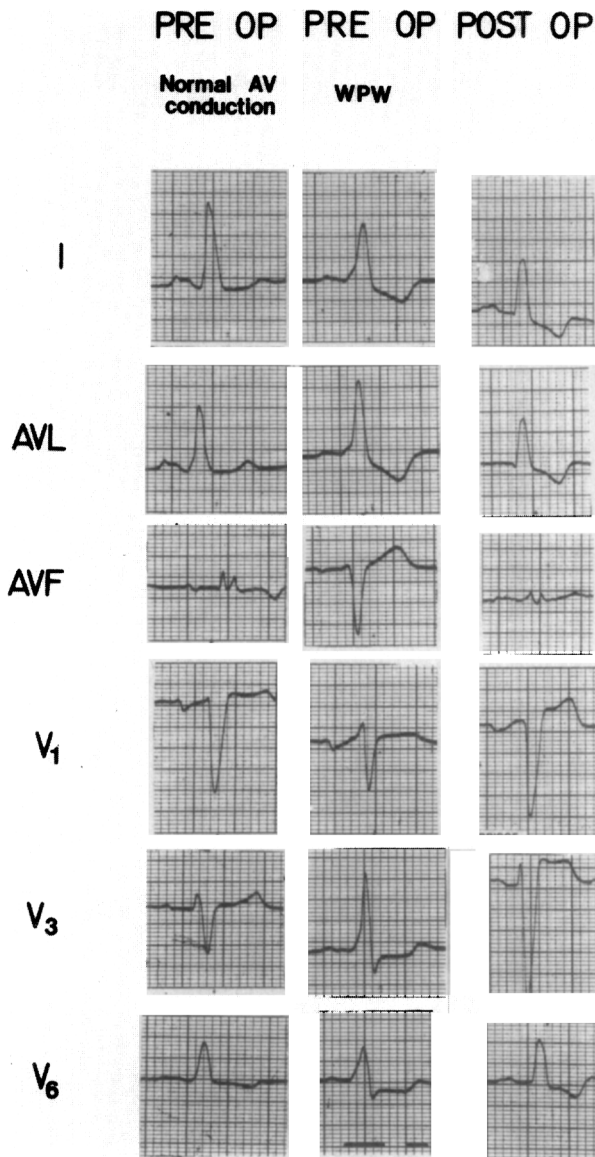 PRE OP PRE OP POST OP
Normal AV
conduction
WPW
I
AVL
AVF
V1
V3
V6